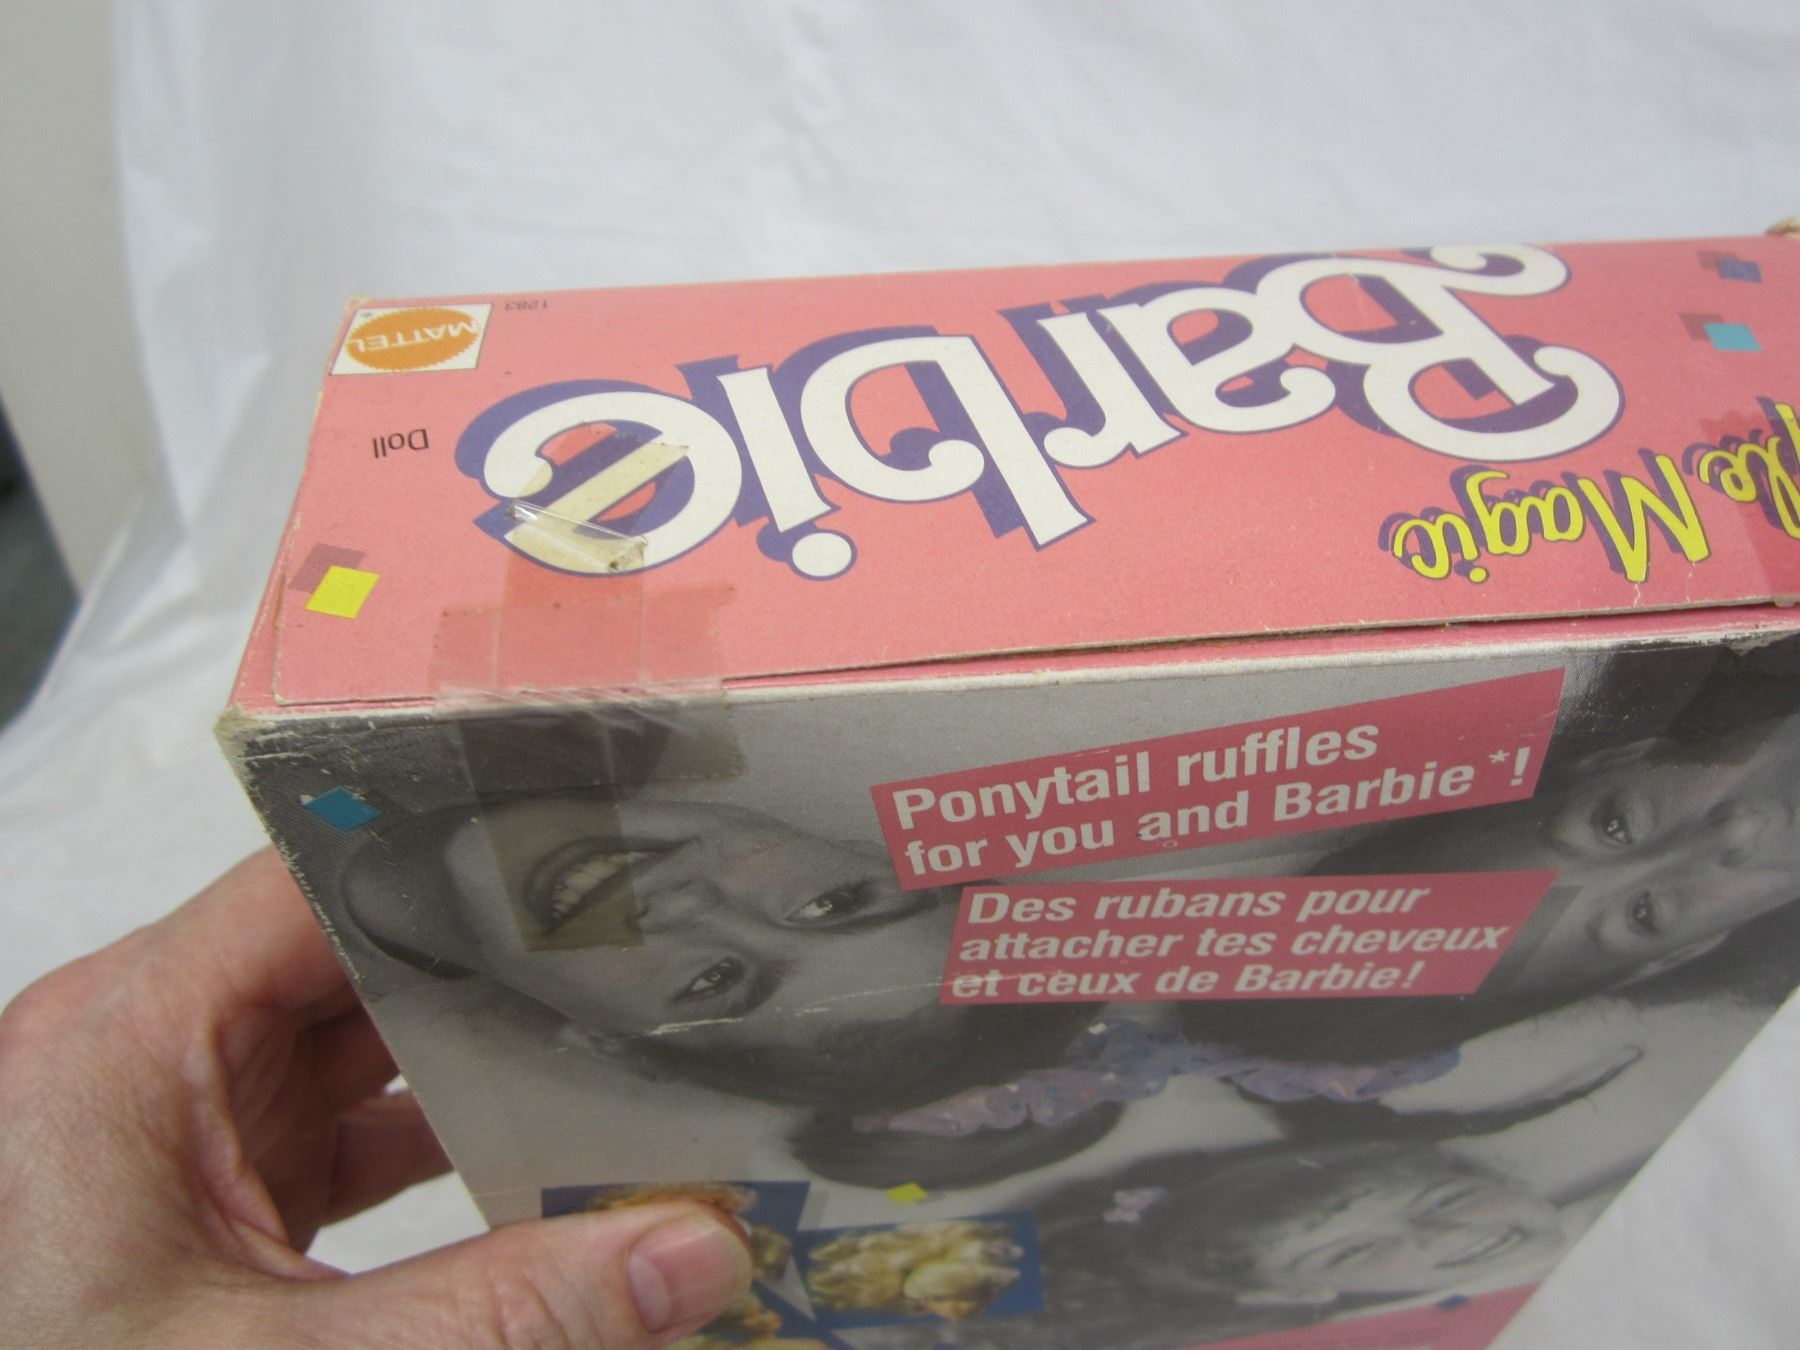 MATTEL
1283
Doll
Barbie
Magic
Ponytail ruffles
for you and Barbie*!
Des rubans pour
attacher tes cheveux
et ceux de Barbie!